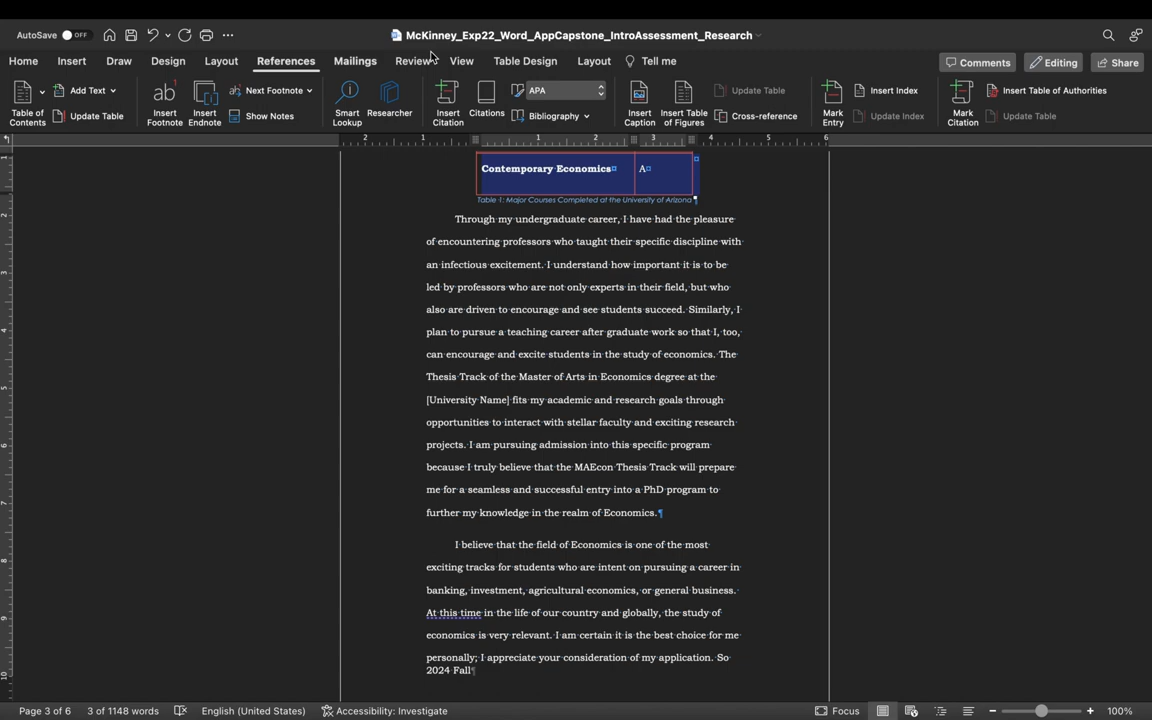 AutoSave OFF
McKinney_Exp22_Word_AppCapstone_IntroAssessment_Research
Home Insert Draw Design Layout References Mailings Review View Table Design Layout Tell me
Comments Editing Share
Table of Contents
Add Text
Update Table
Insert Footnote
Insert Endnote
ab Next Footnote
Show Notes
Smart Lookup
Researcher
Insert Citation
Citations
APA
Bibliography
Insert Caption
Insert Table of Figures
Update Table
Cross-reference
Mark Entry
Insert Index
Update Index
Mark Citation
Insert Table of Authorities
Update Table
2 1 1 2 3 4 5 6
Contemporary Economics¤ A¤
Table 1: Major Courses Completed at the University of Arizona¶
Through my undergraduate career, I have had the pleasure
of encountering professors who taught their specific discipline with
an infectious excitement. I understand how important it is to be
led by professors who are not only experts in their field, but who
also are driven to encourage and see students succeed. Similarly, I
plan to pursue a teaching career after graduate work so that I, too,
can encourage and excite students in the study of economics. The
Thesis Track of the Master of Arts in Economics degree at the
[University Name] fits my academic and research goals through
opportunities to interact with stellar faculty and exciting research
projects. I am pursuing admission into this specific program
because I truly believe that the MAEcon Thesis Track will prepare
me for a seamless and successful entry into a PhD program to
further my knowledge in the realm of Economics.¶
I believe that the field of Economics is one of the most
exciting tracks for students who are intent on pursuing a career in
banking, investment, agricultural economics, or general business.
At this time in the life of our country and globally, the study of
economics is very relevant. I am certain it is the best choice for me
personally; I appreciate your consideration of my application. So
2024 Fall¶
Page 3 of 6 3 of 1148 words English (United States) Accessibility: Investigate Focus 100%